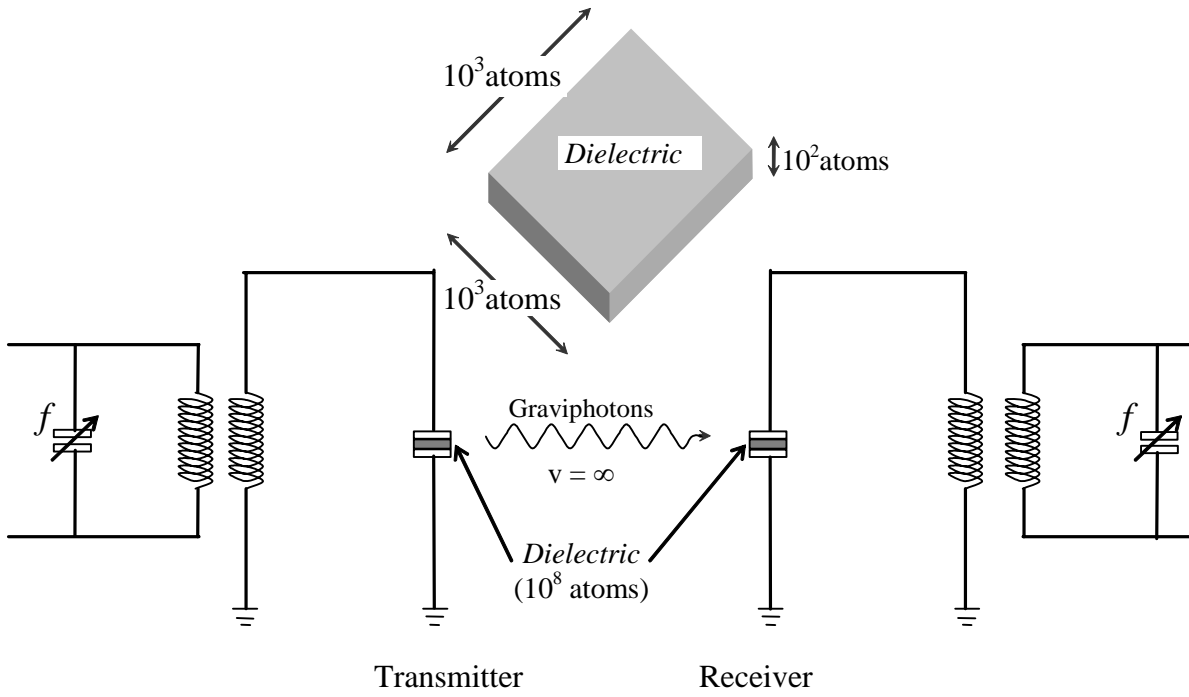 10³atoms
Dielectric
10²atoms
10³atoms
f
Graviphotons
f
v = ∞
Dielectric
(10⁸ atoms)
Transmitter
Receiver